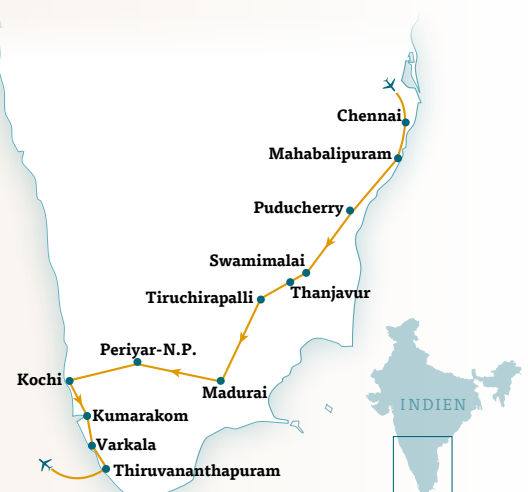 Chennai
Mahabalipuram
Puducherry
Swamimalai
Thanjavur
Tiruchirapalli
Periyar-N.P.
Kochi
Madurai
INDIEN
Kumarakom
Varkala
Thiruvananthapuram